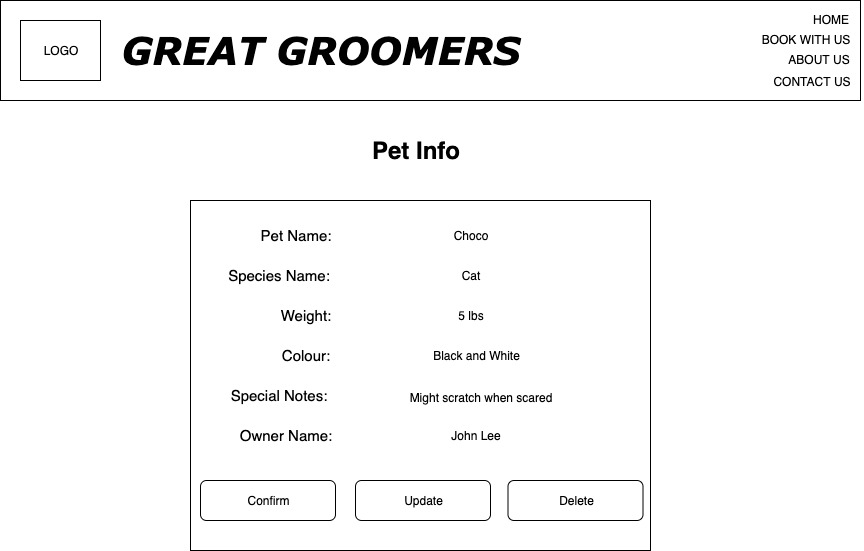 LOGO
GREAT GROOMERS
HOME
BOOK WITH US
ABOUT US
CONTACT US
Pet Info
Pet Name: Choco
Species Name: Cat
Weight: 5 lbs
Colour: Black and White
Special Notes: Might scratch when scared
Owner Name: John Lee
Confirm Update Delete